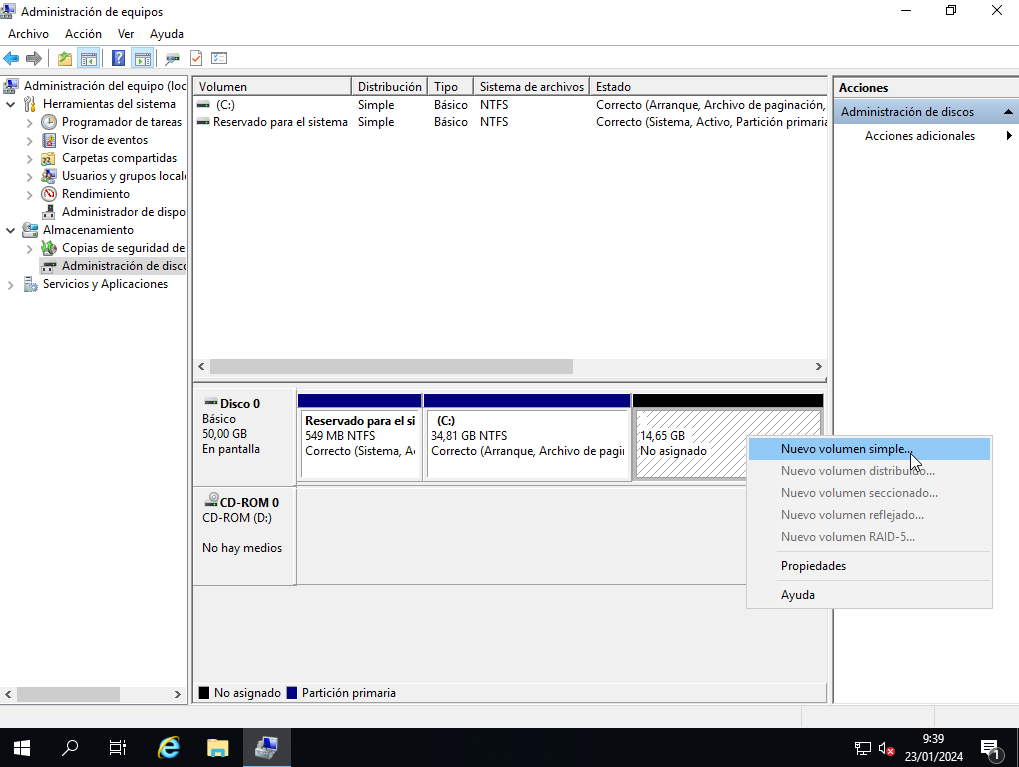 Administración de equipos
Archivo Acción Ver Ayuda
Administración del equipo (loc
Herramientas del sistema
Programador de tareas
Visor de eventos
Carpetas compartidas
Usuarios y grupos local
Rendimiento
Administrador de dispo
Almacenamiento
Copias de seguridad de
Administración de disc
Servicios y Aplicaciones
Volumen Distribución Tipo Sistema de archivos Estado
(C:) Simple Básico NTFS Correcto (Arranque, Archivo de paginación,
Reservado para el sistema Simple Básico NTFS Correcto (Sistema, Activo, Partición primaria
Acciones
Administración de discos
Acciones adicionales
Disco 0
Básico
50,00 GB
En pantalla
Reservado para el si
549 MB NTFS
Correcto (Sistema, Ac
(C:)
34,81 GB NTFS
Correcto (Arranque, Archivo de pagi
14,65 GB
No asignado
CD-ROM 0
CD-ROM (D:)
No hay medios
Nuevo volumen simple...
Nuevo volumen distribuido...
Nuevo volumen seccionado...
Nuevo volumen reflejado...
Nuevo volumen RAID-5...
Propiedades
Ayuda
No asignado Partición primaria
9:39
23/01/2024
1